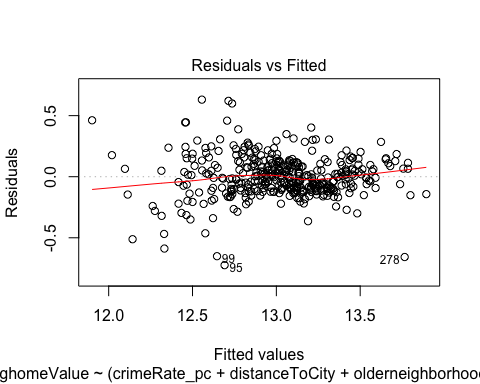 Residuals vs Fitted
Residuals
0.5
0.0
-0.5
99
95
278
12.0 12.5 13.0 13.5
Fitted values
ghomeValue ~ (crimeRate_pc + distanceToCity + olderneighborhoo